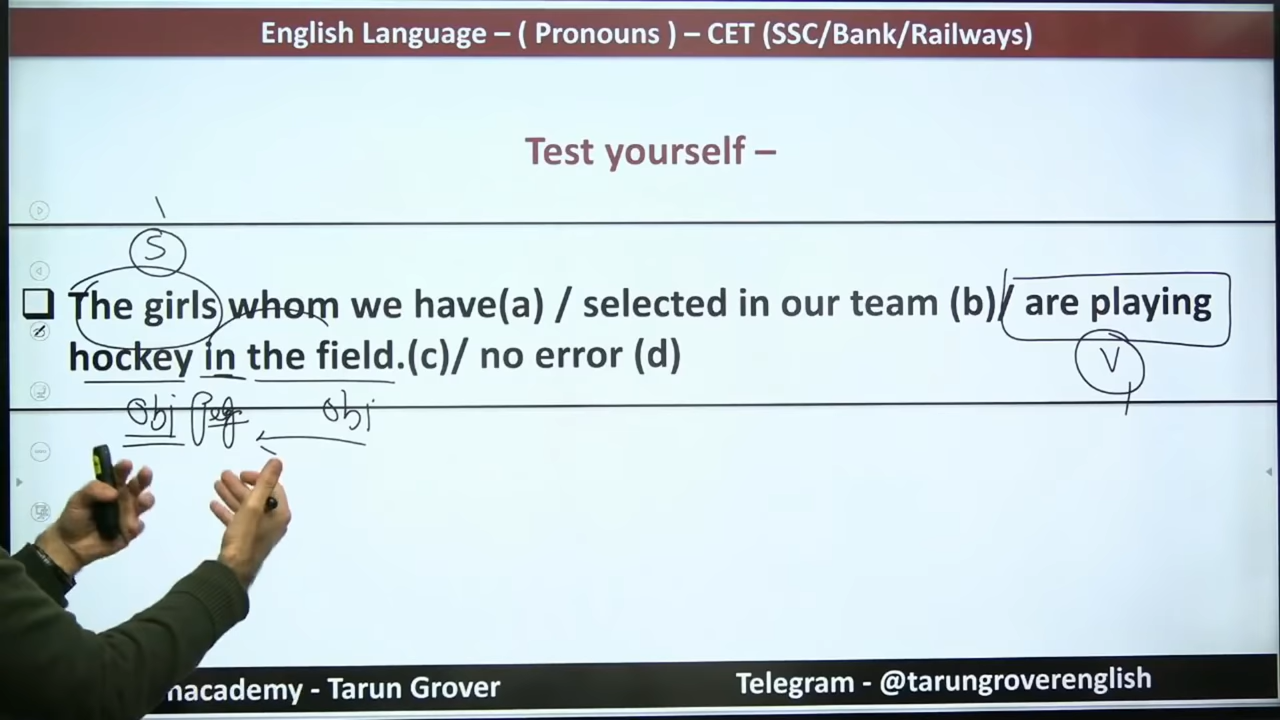 English Language – ( Pronouns ) – CET (SSC/Bank/Railways)
Test yourself –
S
The girls whom we have(a) / selected in our team (b)/ are playing
hockey in the field.(c)/ no error (d)
V
Obj Obj
nacademy - Tarun Grover
Telegram - @tarungroverenglish